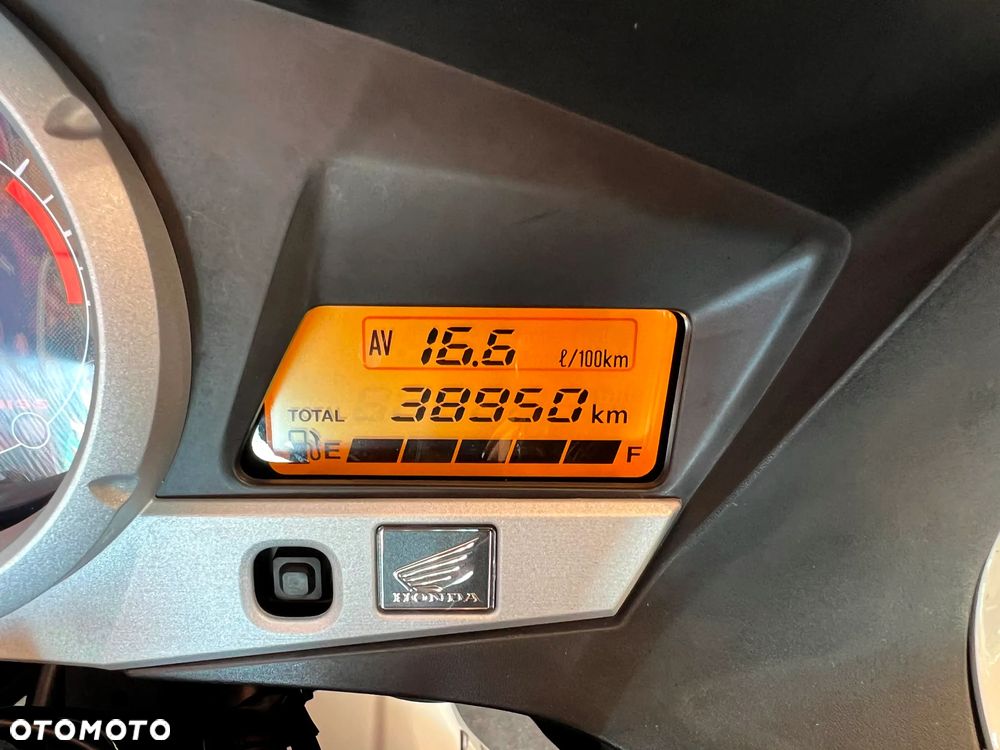 AV 16.6 ℓ/100km
TOTAL 38950 km
E F
HONDA
OTOMOTO